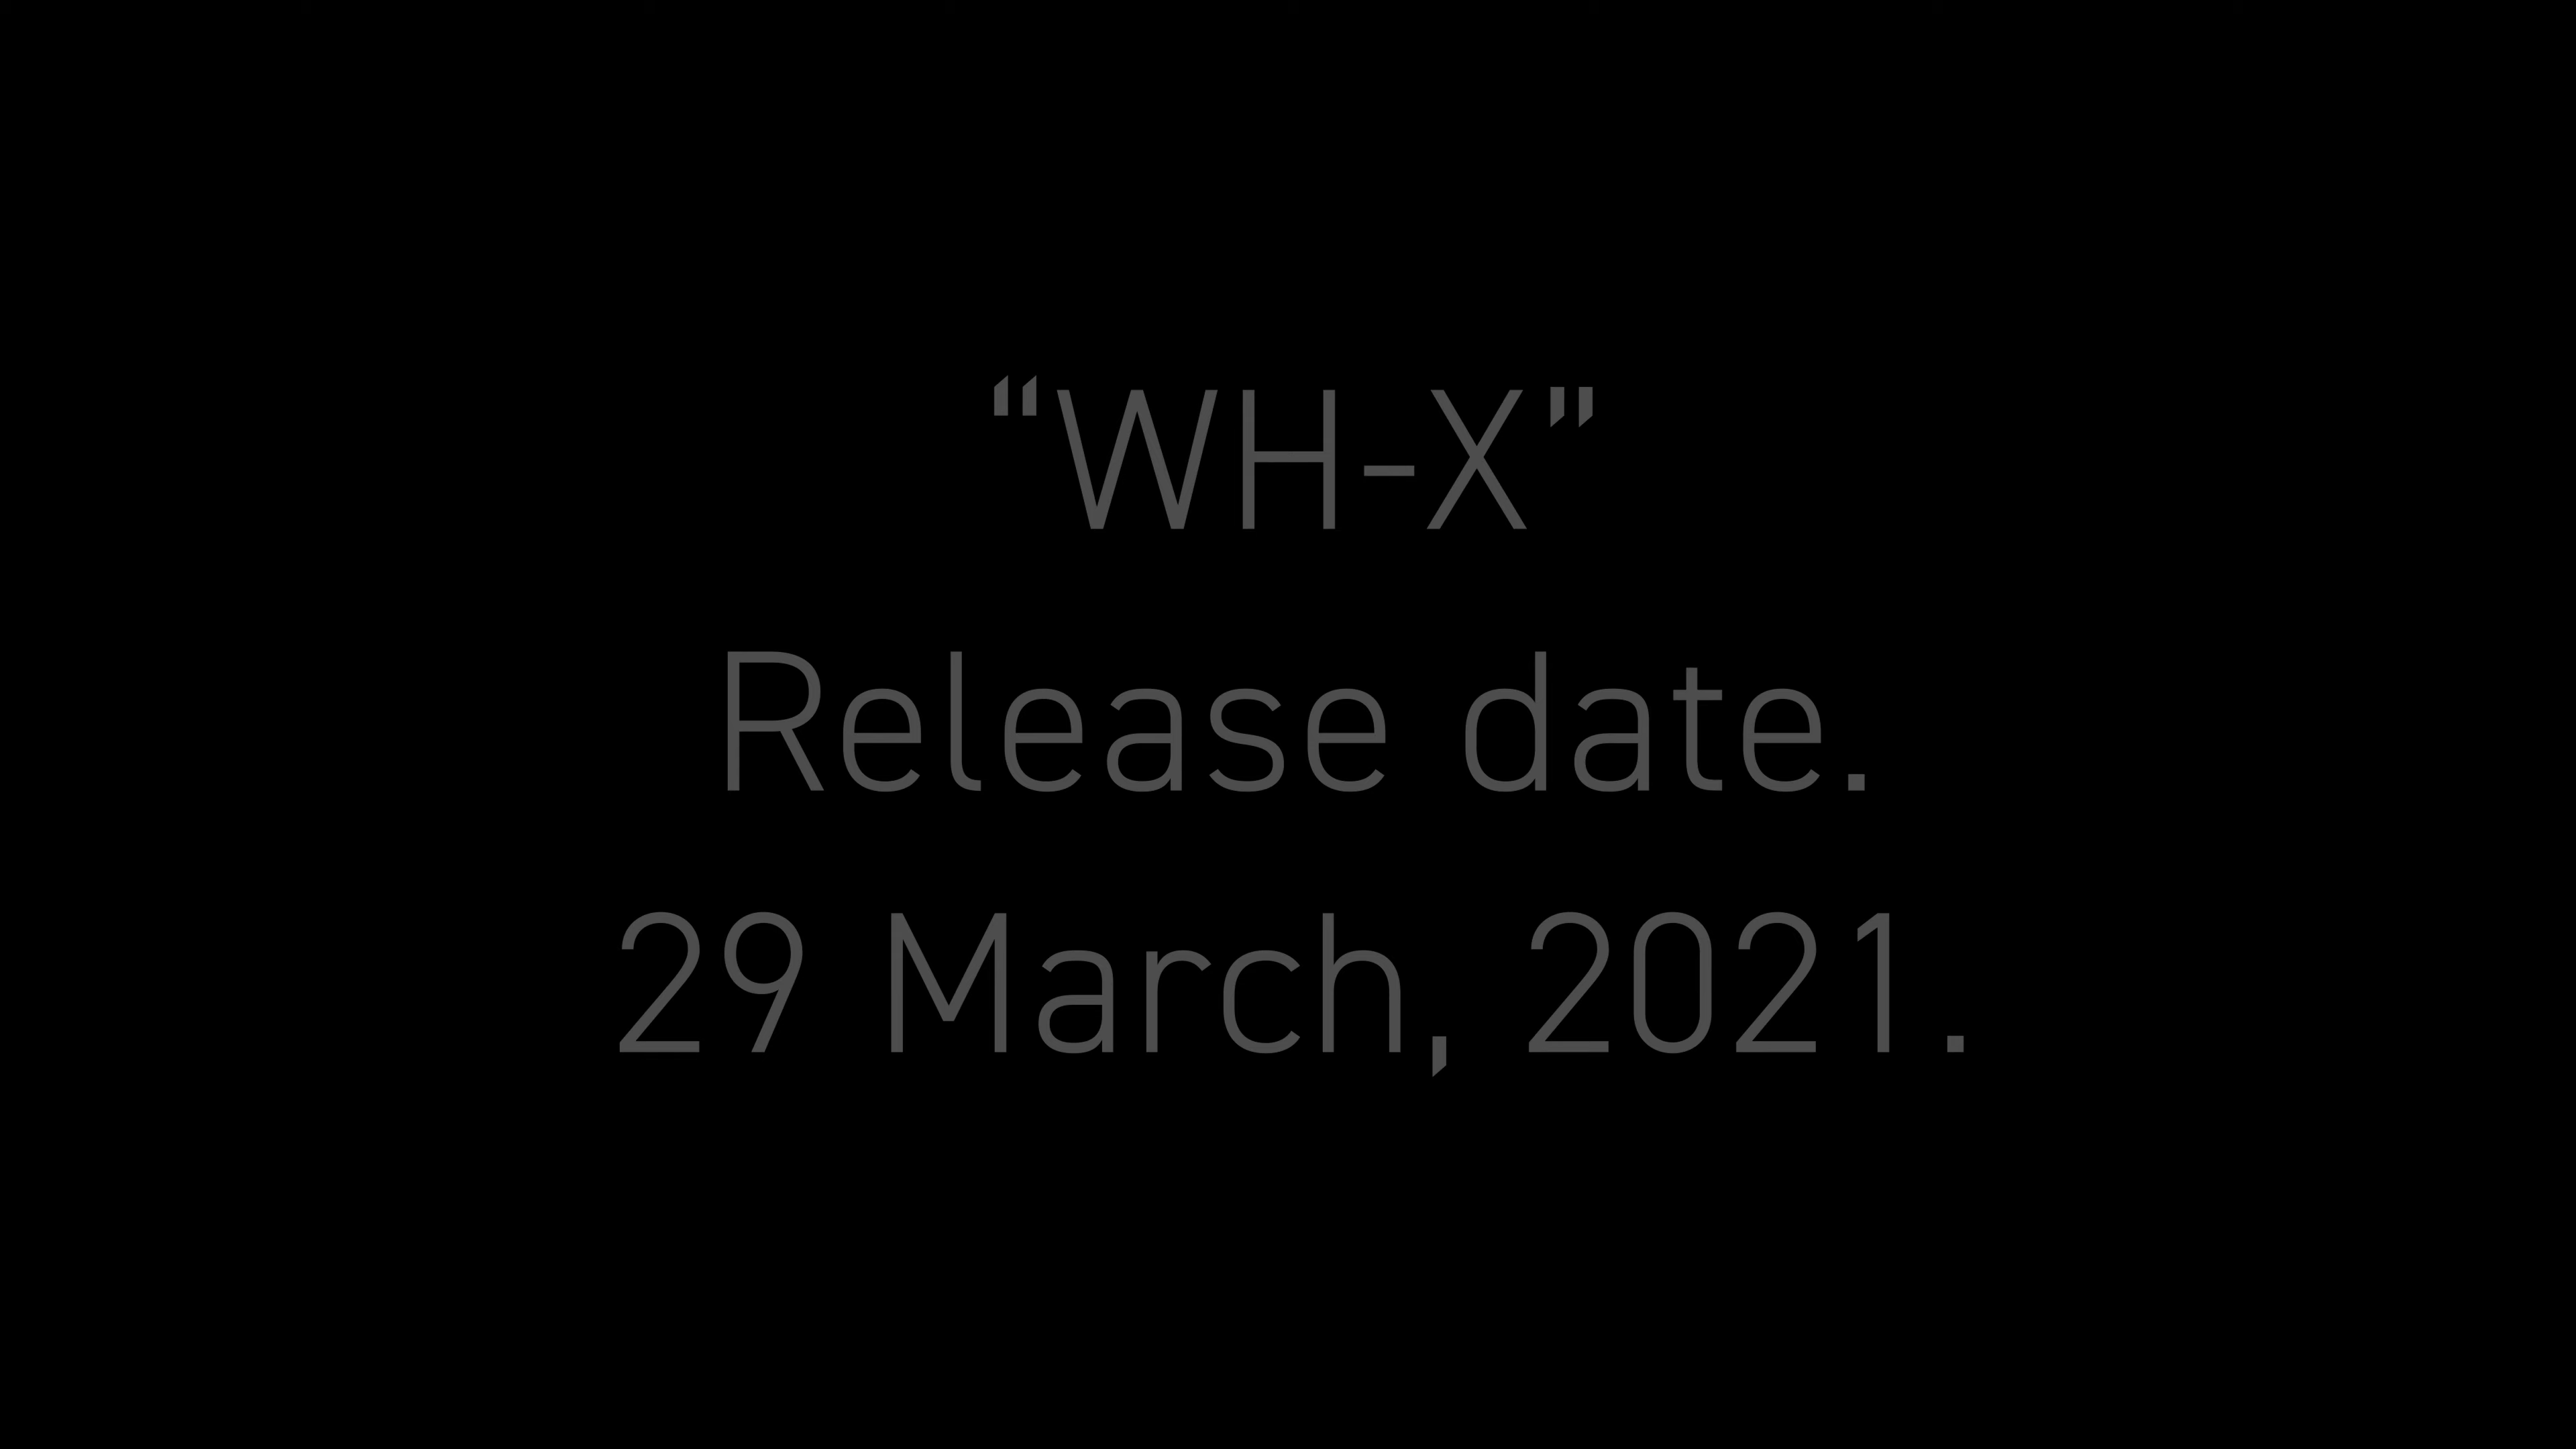 “WH-X”
Release date.
29 March, 2021.